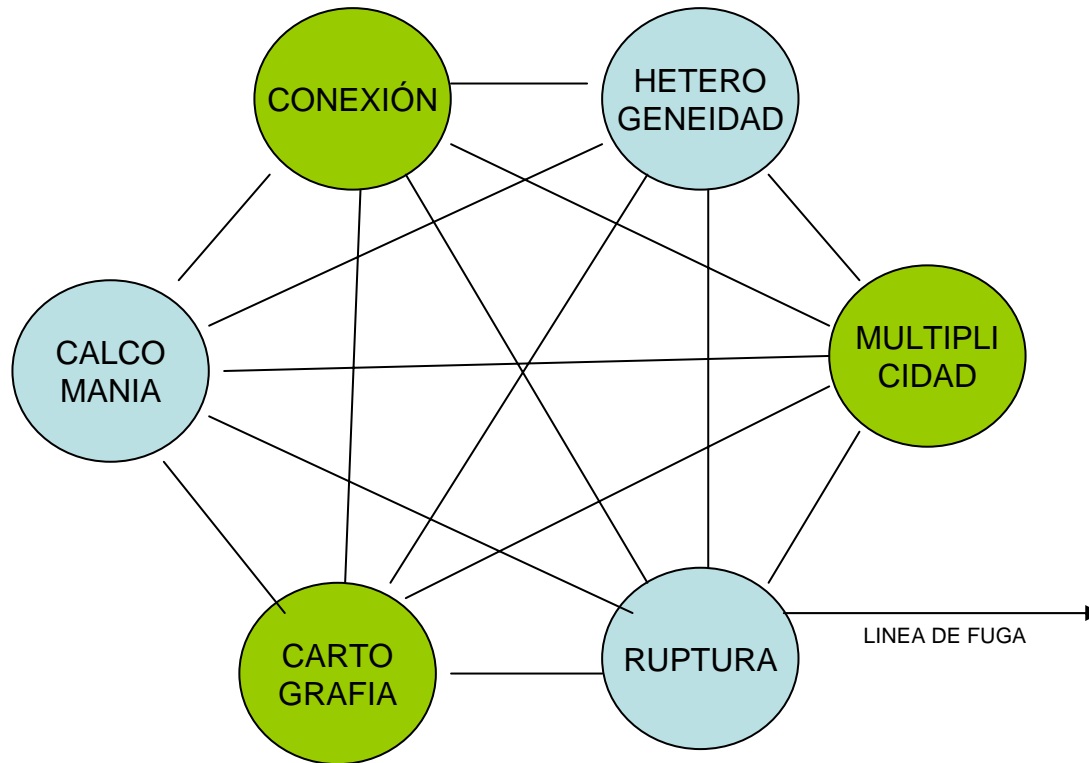 CONEXIÓN
HETERO
GENEIDAD
CALCO
MANIA
MULTIPLI
CIDAD
CARTO
GRAFIA
RUPTURA
LINEA DE FUGA